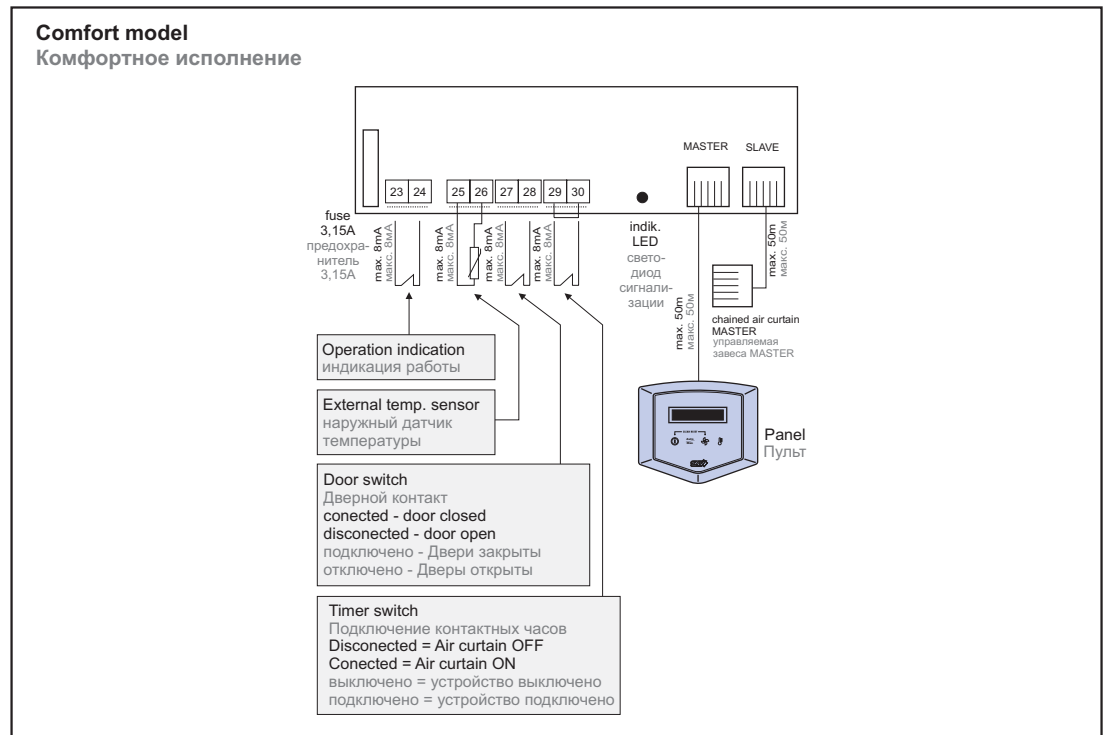 Comfort model
Комфортное исполнение
MASTER
SLAVE
23 24 25 26 27 28 29 30
fuse
3,15A
предохра-
нитель
3,15A
max. 8mA
макс. 8мА
max. 8mA
макс. 8мА
max. 8mA
макс. 8мА
max. 8mA
макс. 8мА
indik.
LED
свето-
диод
сигнали-
зации
max. 50m
макс. 50м
max. 50m
макс. 50м
chained air curtain
MASTER
управляемая
завеса MASTER
Operation indication
индикация работы
External temp. sensor
наружный датчик
температуры
Panel
Пульт
Door switch
Дверной контакт
conected - door closed
disconected - door open
подключено - Двери закрыты
отключено - Дверы открыты
Timer switch
Подключение контактных часов
Disconected = Air curtain OFF
Conected = Air curtain ON
выключено = устройство выключено
подключено = устройство подключено